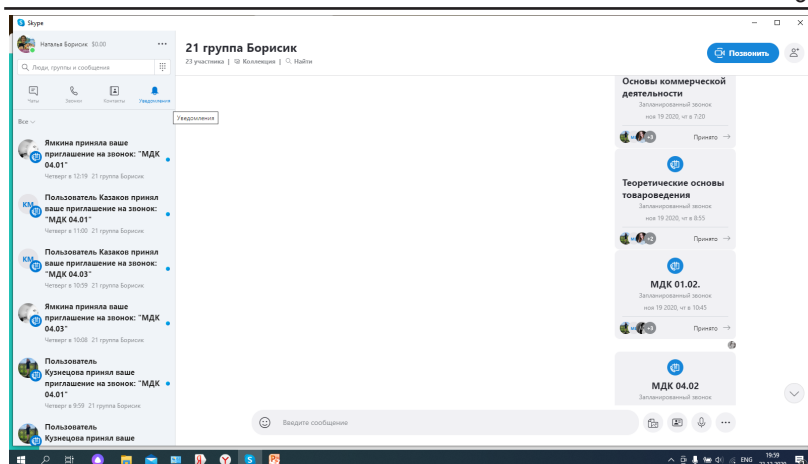 Skype
Наталья Борисик $0.00
Люди, группы и сообщения
Чаты Звонки Контакты Уведомления
Все
Ямкина приняла ваше
приглашение на звонок: "МДК
04.01"
Четверг в 12:19 21 группа Борисик
Пользователь Казаков принял
ваше приглашение на звонок:
"МДК 04.01"
Четверг в 11:00 21 группа Борисик
Пользователь Казаков принял
ваше приглашение на звонок:
"МДК 04.03"
Четверг в 10:59 21 группа Борисик
Ямкина приняла ваше
приглашение на звонок: "МДК
04.03"
Четверг в 10:08 21 группа Борисик
Пользователь
Кузнецова принял ваше
приглашение на звонок: "МДК
04.01"
Четверг в 9:59 21 группа Борисик
Пользователь
Кузнецова принял ваше
21 группа Борисик
23 участника | Коллекция | Найти
Позвонить
Уведомления
Основы коммерческой
деятельности
Запланированный звонок
ноя 19 2020, чт в 7:20
+3 Принято →
Теоретические основы
товароведения
Запланированный звонок
ноя 19 2020, чт в 8:55
+2 Принято →
МДК 01.02.
Запланированный звонок
ноя 19 2020, чт в 10:45
+3 Принято →
МДК 04.02
Запланированный звонок
Введите сообщение
ENG 19:59